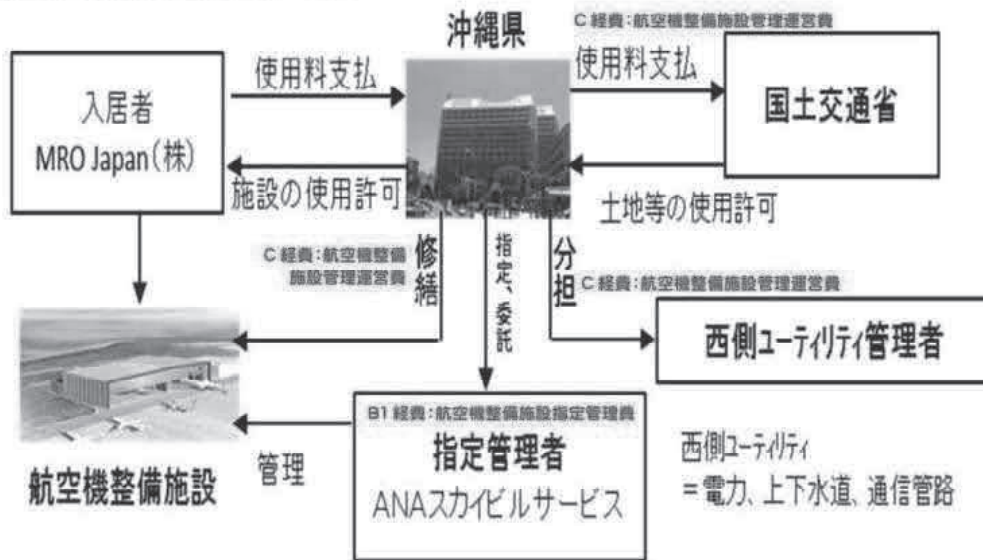 沖縄県
C 経費:航空機整備施設管理運営費
使用料支払
使用料支払
入居者
MRO Japan(株)
国土交通省
施設の使用許可
土地等の使用許可
C 経費:航空機整備
施設管理運営費
修繕
指定、委託
分担
C 経費:航空機整備施設管理運営費
西側ユーティリティ管理者
B1 経費:航空機整備施設指定管理費
指定管理者
ANAスカイビルサービス
管理
航空機整備施設
西側ユーティリティ
=電力、上下水道、通信管路